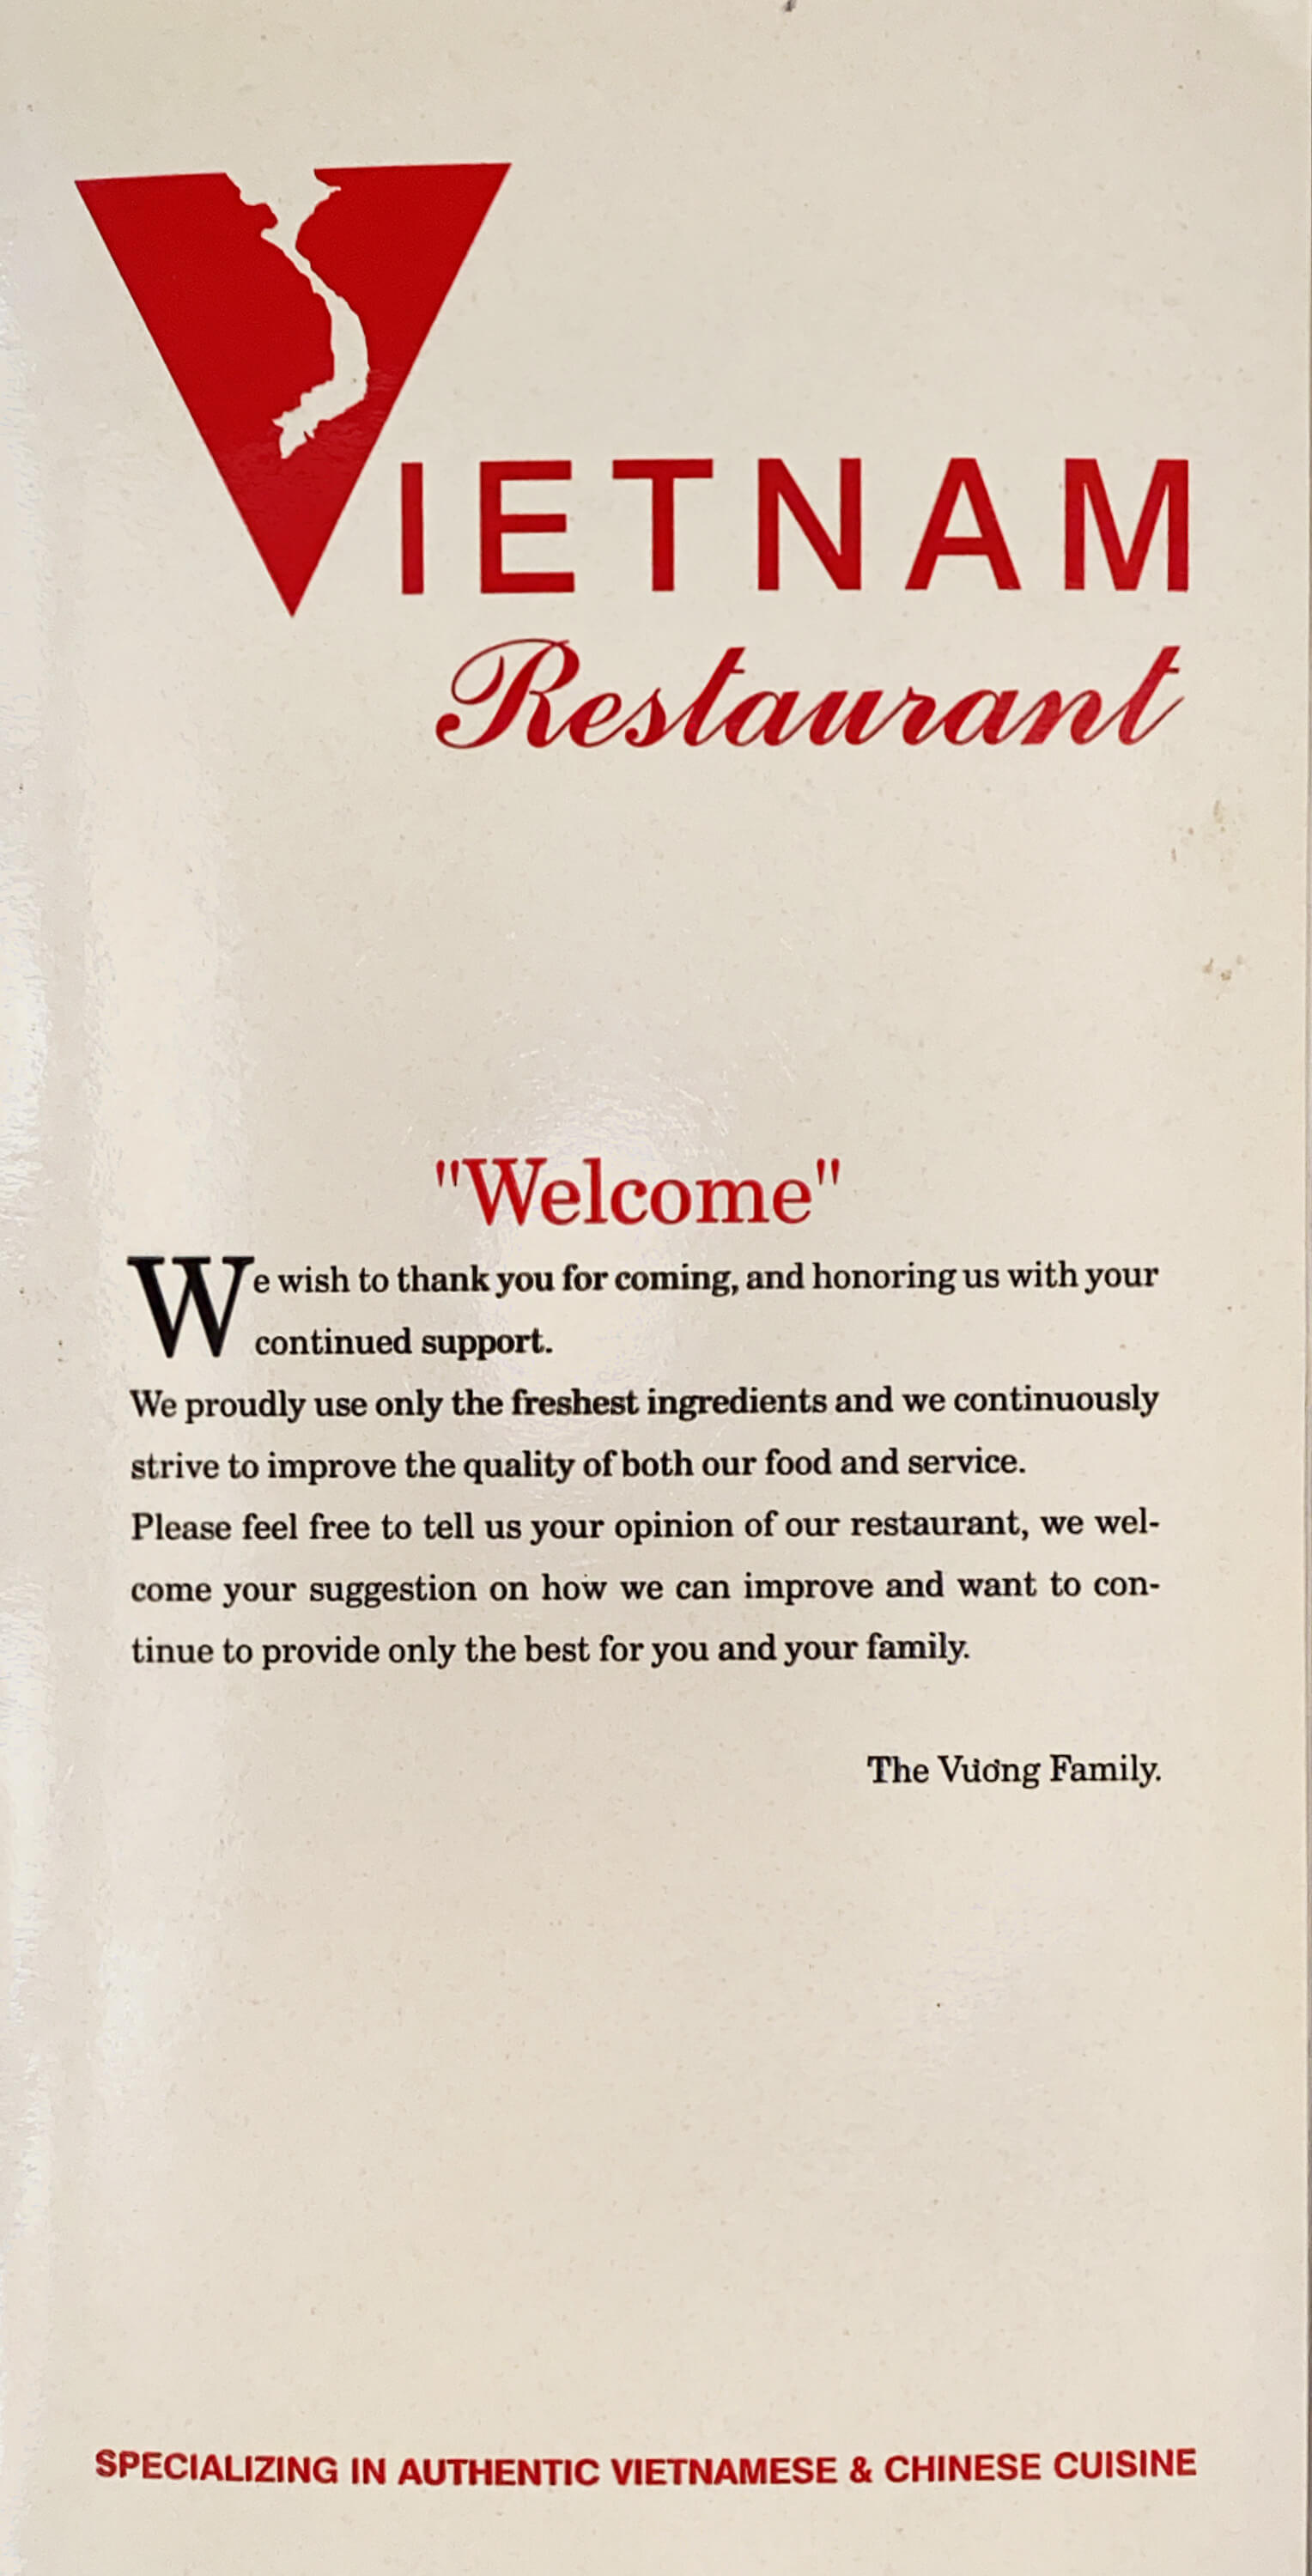 VIETNAM
Restaurant
"Welcome"
We wish to thank you for coming, and honoring us with your
continued support.
We proudly use only the freshest ingredients and we continuously
strive to improve the quality of both our food and service.
Please feel free to tell us your opinion of our restaurant, we wel-
come your suggestion on how we can improve and want to con-
tinue to provide only the best for you and your family.
The Vương Family.
SPECIALIZING IN AUTHENTIC VIETNAMESE & CHINESE CUISINE